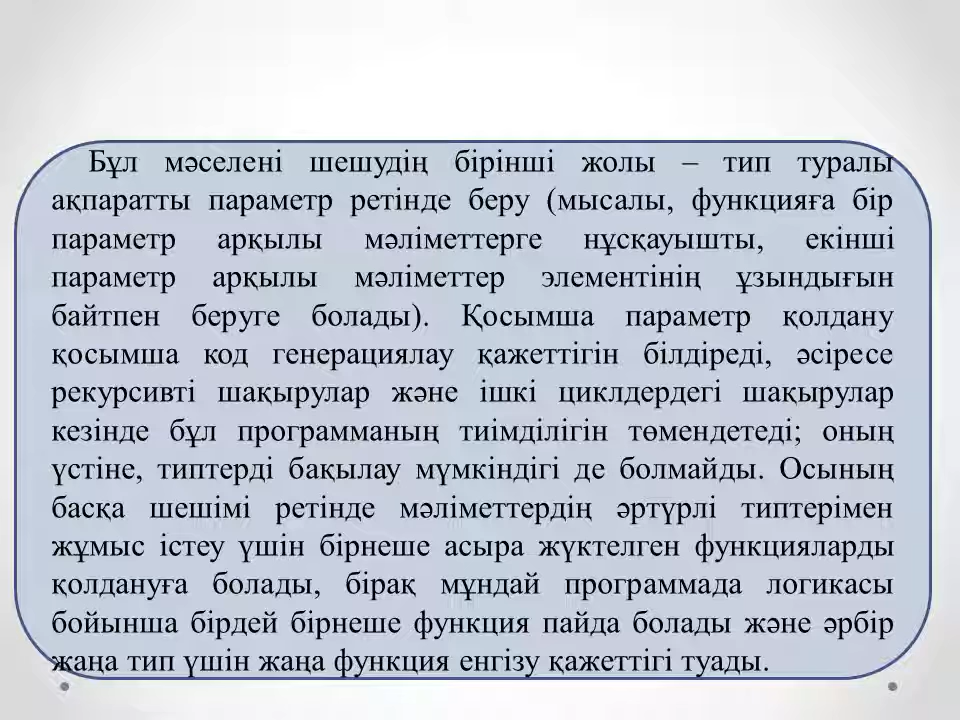 Бұл мәселені шешудің бірінші жолы – тип туралы
ақпаратты параметр ретінде беру (мысалы, функцияға бір
параметр арқылы мәліметтерге нұсқауышты, екінші
параметр арқылы мәліметтер элементінің ұзындығын
байтпен беруге болады). Қосымша параметр қолдану
қосымша код генерациялау қажеттігін білдіреді, әсіресе
рекурсивті шақырулар және ішкі циклдердегі шақырулар
кезінде бұл программаның тиімділігін төмендетеді; оның
үстіне, типтерді бақылау мүмкіндігі де болмайды. Осының
басқа шешімі ретінде мәліметтердің әртүрлі типтерімен
жұмыс істеу үшін бірнеше асыра жүктелген функцияларды
қолдануға болады, бірақ мұндай программада логикасы
бойынша бірдей бірнеше функция пайда болады және әрбір
жаңа тип үшін жаңа функция енгізу қажеттігі туады.